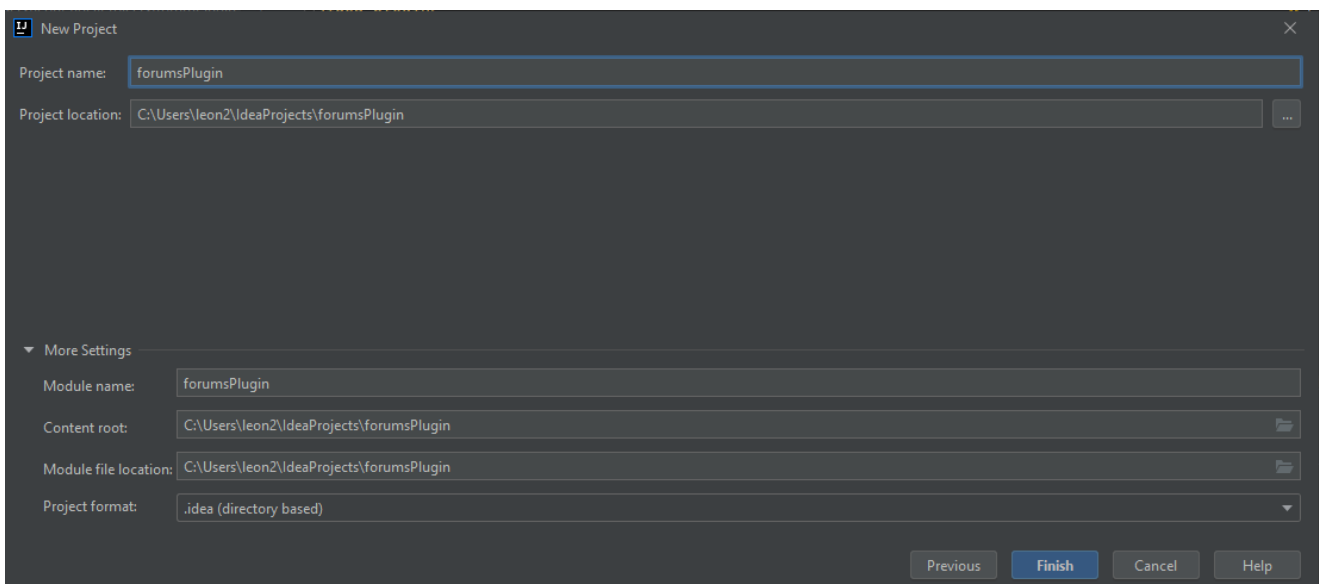 IJ New Project
Project name: forumsPlugin
Project location: C:\Users\leon2\IdeaProjects\forumsPlugin ...
More Settings
Module name: forumsPlugin
Content root: C:\Users\leon2\IdeaProjects\forumsPlugin
Module file location: C:\Users\leon2\IdeaProjects\forumsPlugin
Project format: .idea (directory based)
Previous Finish Cancel Help